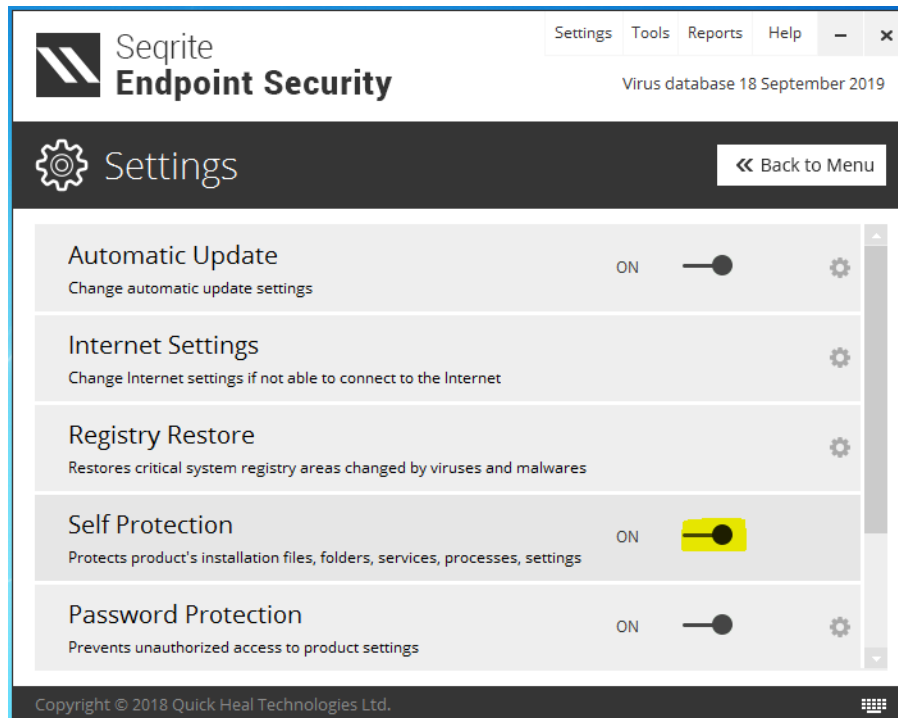 Settings Tools Reports Help
Seqrite
Endpoint Security
Virus database 18 September 2019
Settings
Back to Menu
Automatic Update
ON
Change automatic update settings
Internet Settings
Change Internet settings if not able to connect to the Internet
Registry Restore
Restores critical system registry areas changed by viruses and malwares
Self Protection
ON
Protects product's installation files, folders, services, processes, settings
Password Protection
ON
Prevents unauthorized access to product settings
Copyright © 2018 Quick Heal Technologies Ltd.